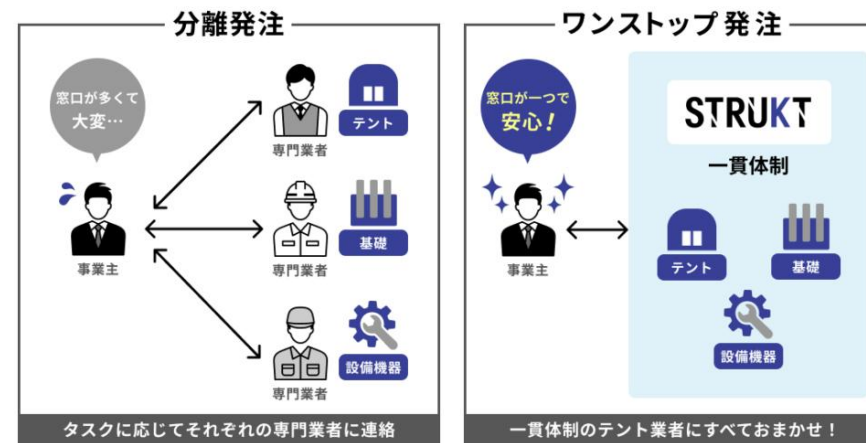 分離発注
窓口が多くて
大変…
事業主
テント
専門業者
基礎
専門業者
設備機器
専門業者
タスクに応じてそれぞれの専門業者に連絡
ワンストップ発注
窓口が一つで
安心!
事業主
STRUKT
一貫体制
テント
基礎
設備機器
一貫体制のテント業者にすべておまかせ!